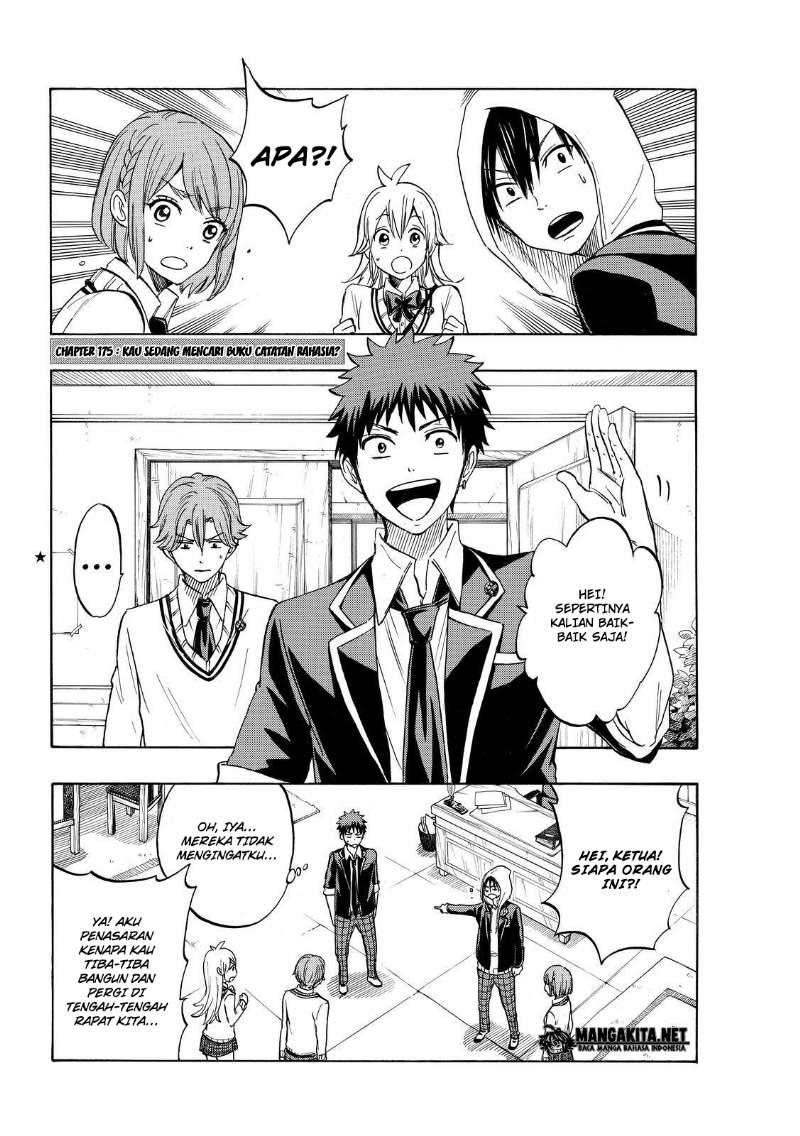 APA?!
CHAPTER 175 : KAU SEDANG MENCARI BUKU CATATAN RAHASIA?
...
HEI!
SEPERTINYA
KALIAN BAIK-
BAIK SAJA!
OH, IYA...
MEREKA TIDAK
MENGINGATKU...
HEI, KETUA!
SIAPA ORANG
INI?!
YA! AKU
PENASARAN
KENAPA KAU
TIBA-TIBA
BANGUN DAN
PERGI DI
TENGAH-TENGAH
RAPAT KITA...
MANGAKITA.NET
BACA MANGA BAHASA INDONESIA